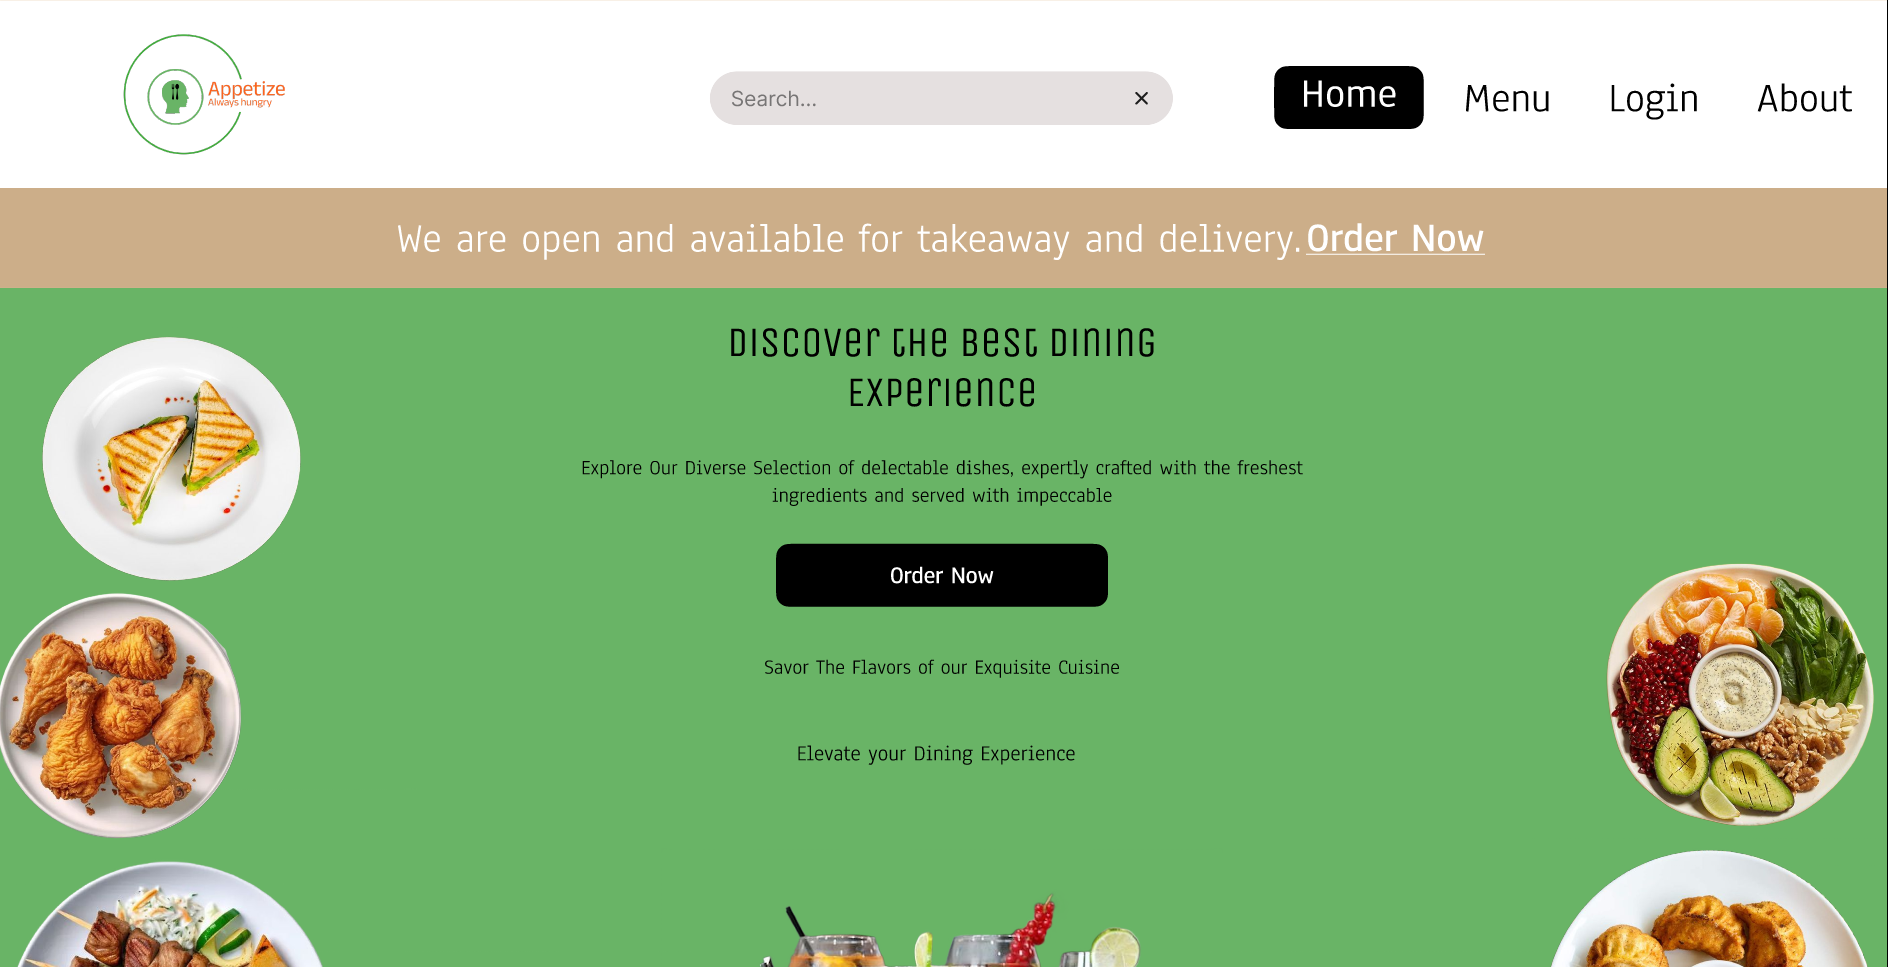 Appetize
Always hungry
Search...
Home
Menu
Login
About
We are open and available for takeaway and delivery. Order Now
Discover the Best Dining
Experience
Explore Our Diverse Selection of delectable dishes, expertly crafted with the freshest
ingredients and served with impeccable
Order Now
Savor The Flavors of our Exquisite Cuisine
Elevate your Dining Experience